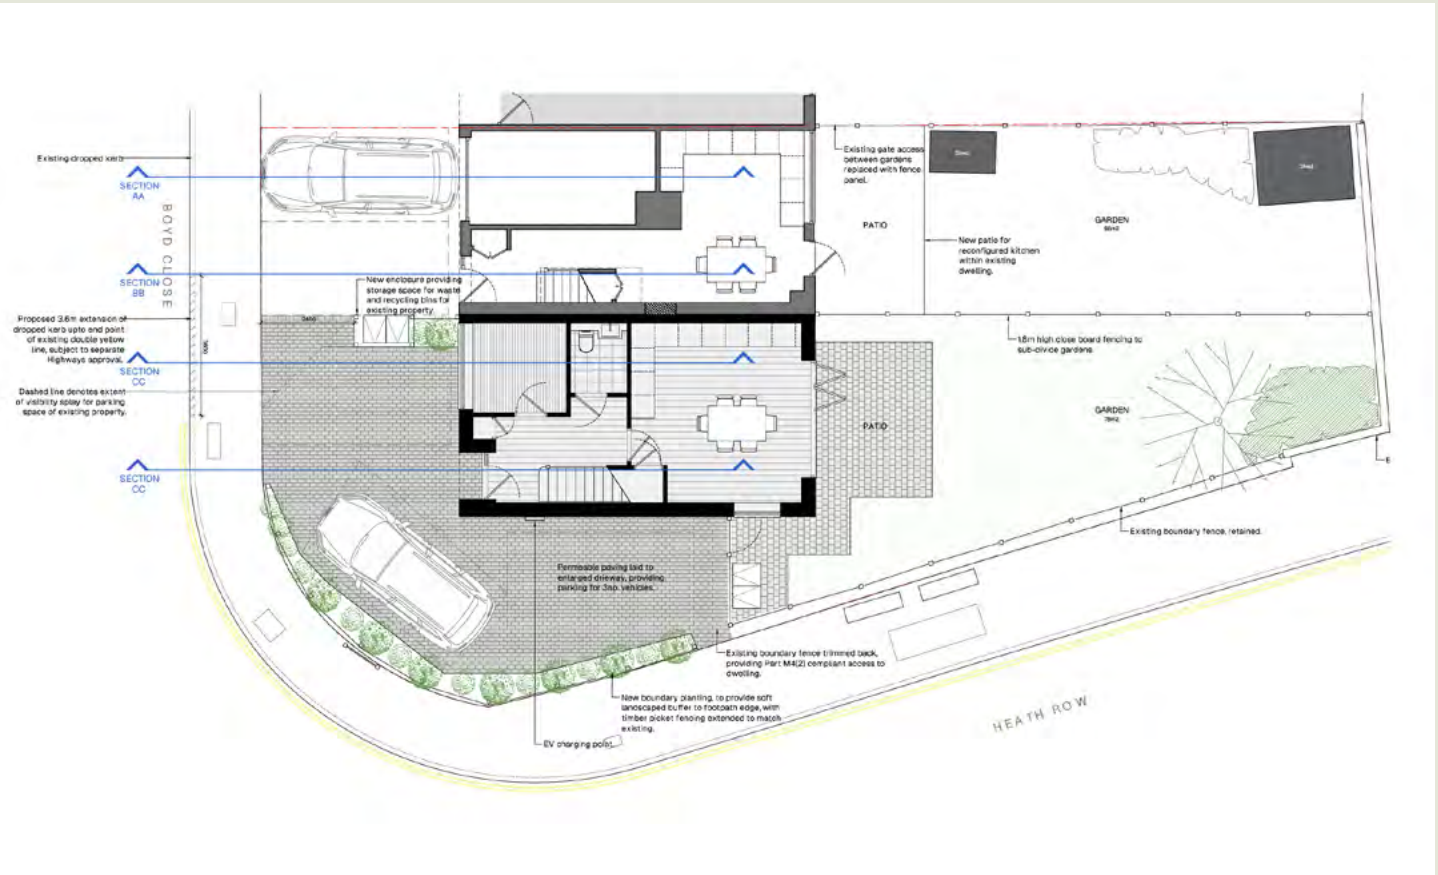 Existing dropped kerb
SECTION
AA
BOYD CLOSE
SECTION
BB
Proposed 3.6m extension of
dropped kerb upto end point
of existing double yellow
line, subject to separate
Highways approval.
SECTION
CC
Dashed line denotes extent
of visibility splay for parking
space of existing property.
SECTION
CC
New enclosure providing
storage space for waste
and recycling bins for
existing property.
Existing gate access
between gardens
replaced with fence
panel.
Shed
Shed
PATIO
GARDEN
New patio for
reconfigured kitchen
within existing
dwelling.
1.8m high close board fencing to
sub-divide gardens
GARDEN
PATIO
E
Existing boundary fence, retained.
Permeable paving laid to
enlarged driveway, providing
parking for 3no. vehicles.
Existing boundary fence trimmed back,
providing Part M4(2) compliant access to
dwelling.
New boundary planting, to provide soft
landscaped buffer to footpath edge, with
timber picket fencing extended to match
existing.
EV charging point
HEATH ROW